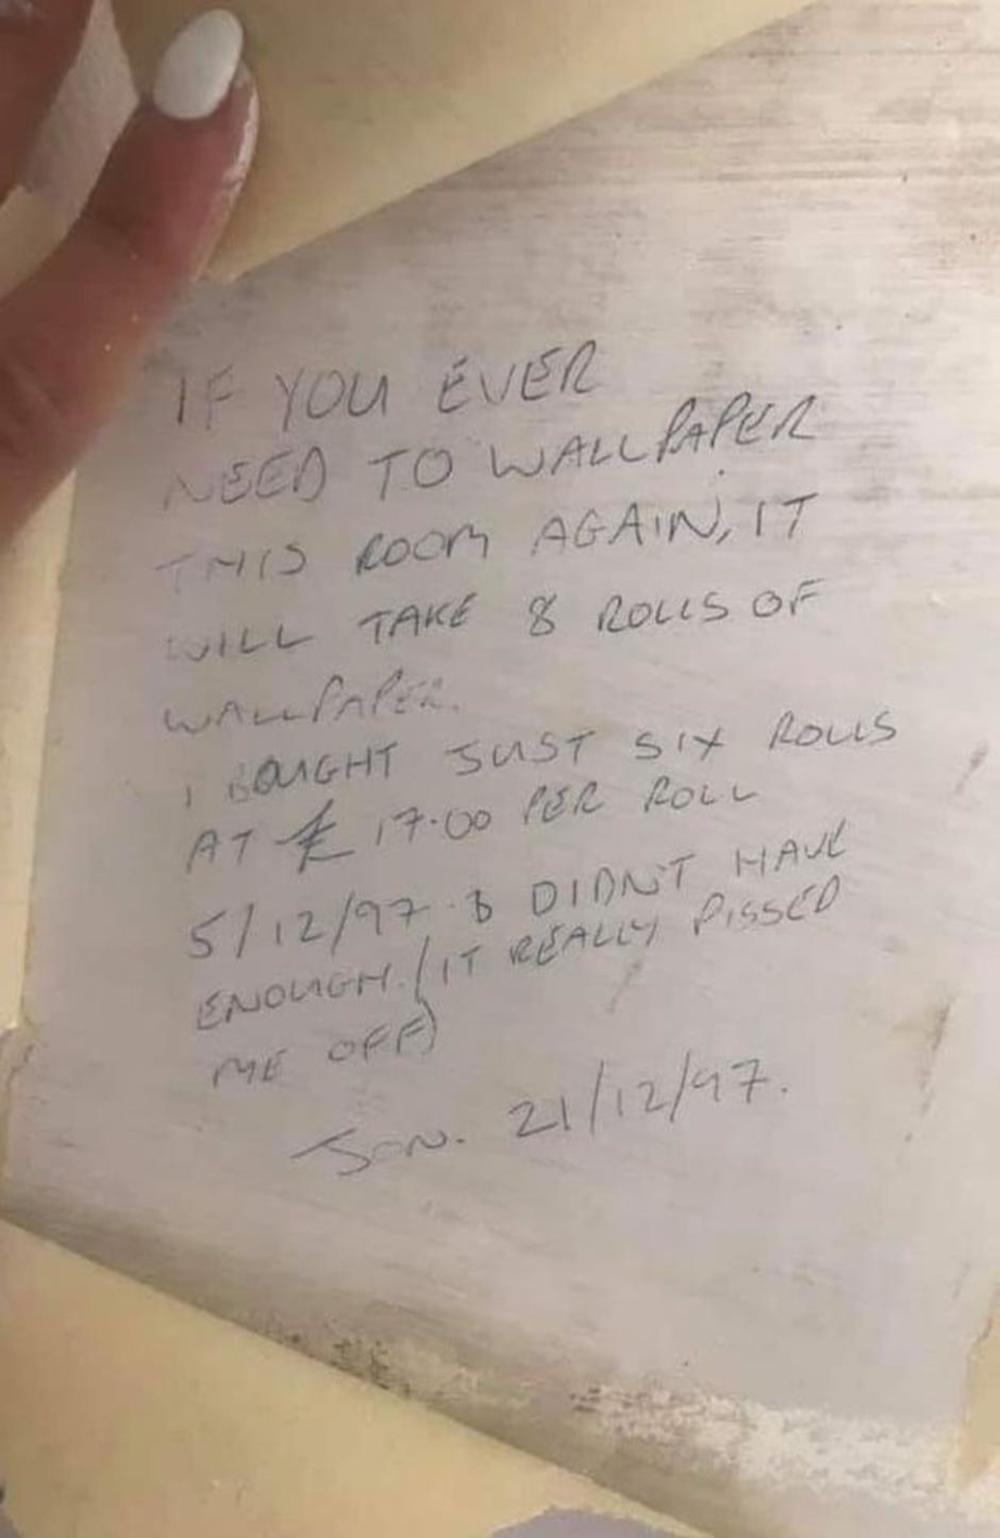 IF YOU EVER
NEED TO WALLPAPER
THIS ROOM AGAIN, IT
WILL TAKE 8 ROLLS OF
WALLPAPER.
I BOUGHT JUST SIX ROLLS
AT £17.00 PER ROLL
5/12/97 & DIDN'T HAVE
ENOUGH. (IT REALLY PISSED
ME OFF)
JON. 21/12/97.